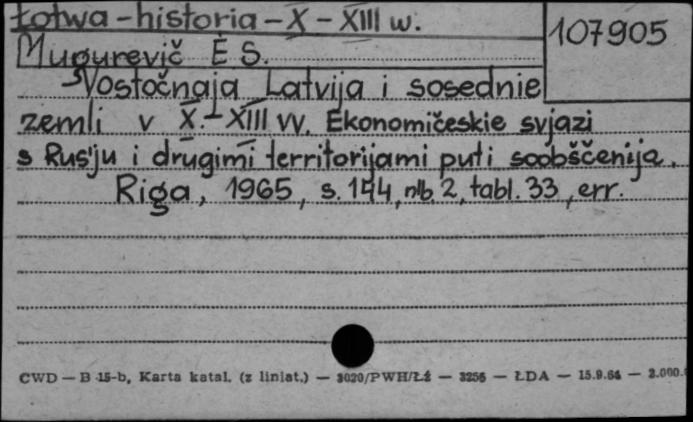 Łotwa - historia - X - XIII w.
107905
Mugurevič È S.
Vostočnaja Latvija i sosednie
zemli v X. - XIII vv. Ekonomičeskie svjazi
s Rus'ju i drugimi territorijami puti soobščenija.
Riga, 1965, s. 144, nlb. 2, tabl. 33, err.
CWD — B 15-b, Karta katal. (z liniat.) — 3020/PWH/Łź — 3256 — ŁDA — 15.9.64 — 2.000.